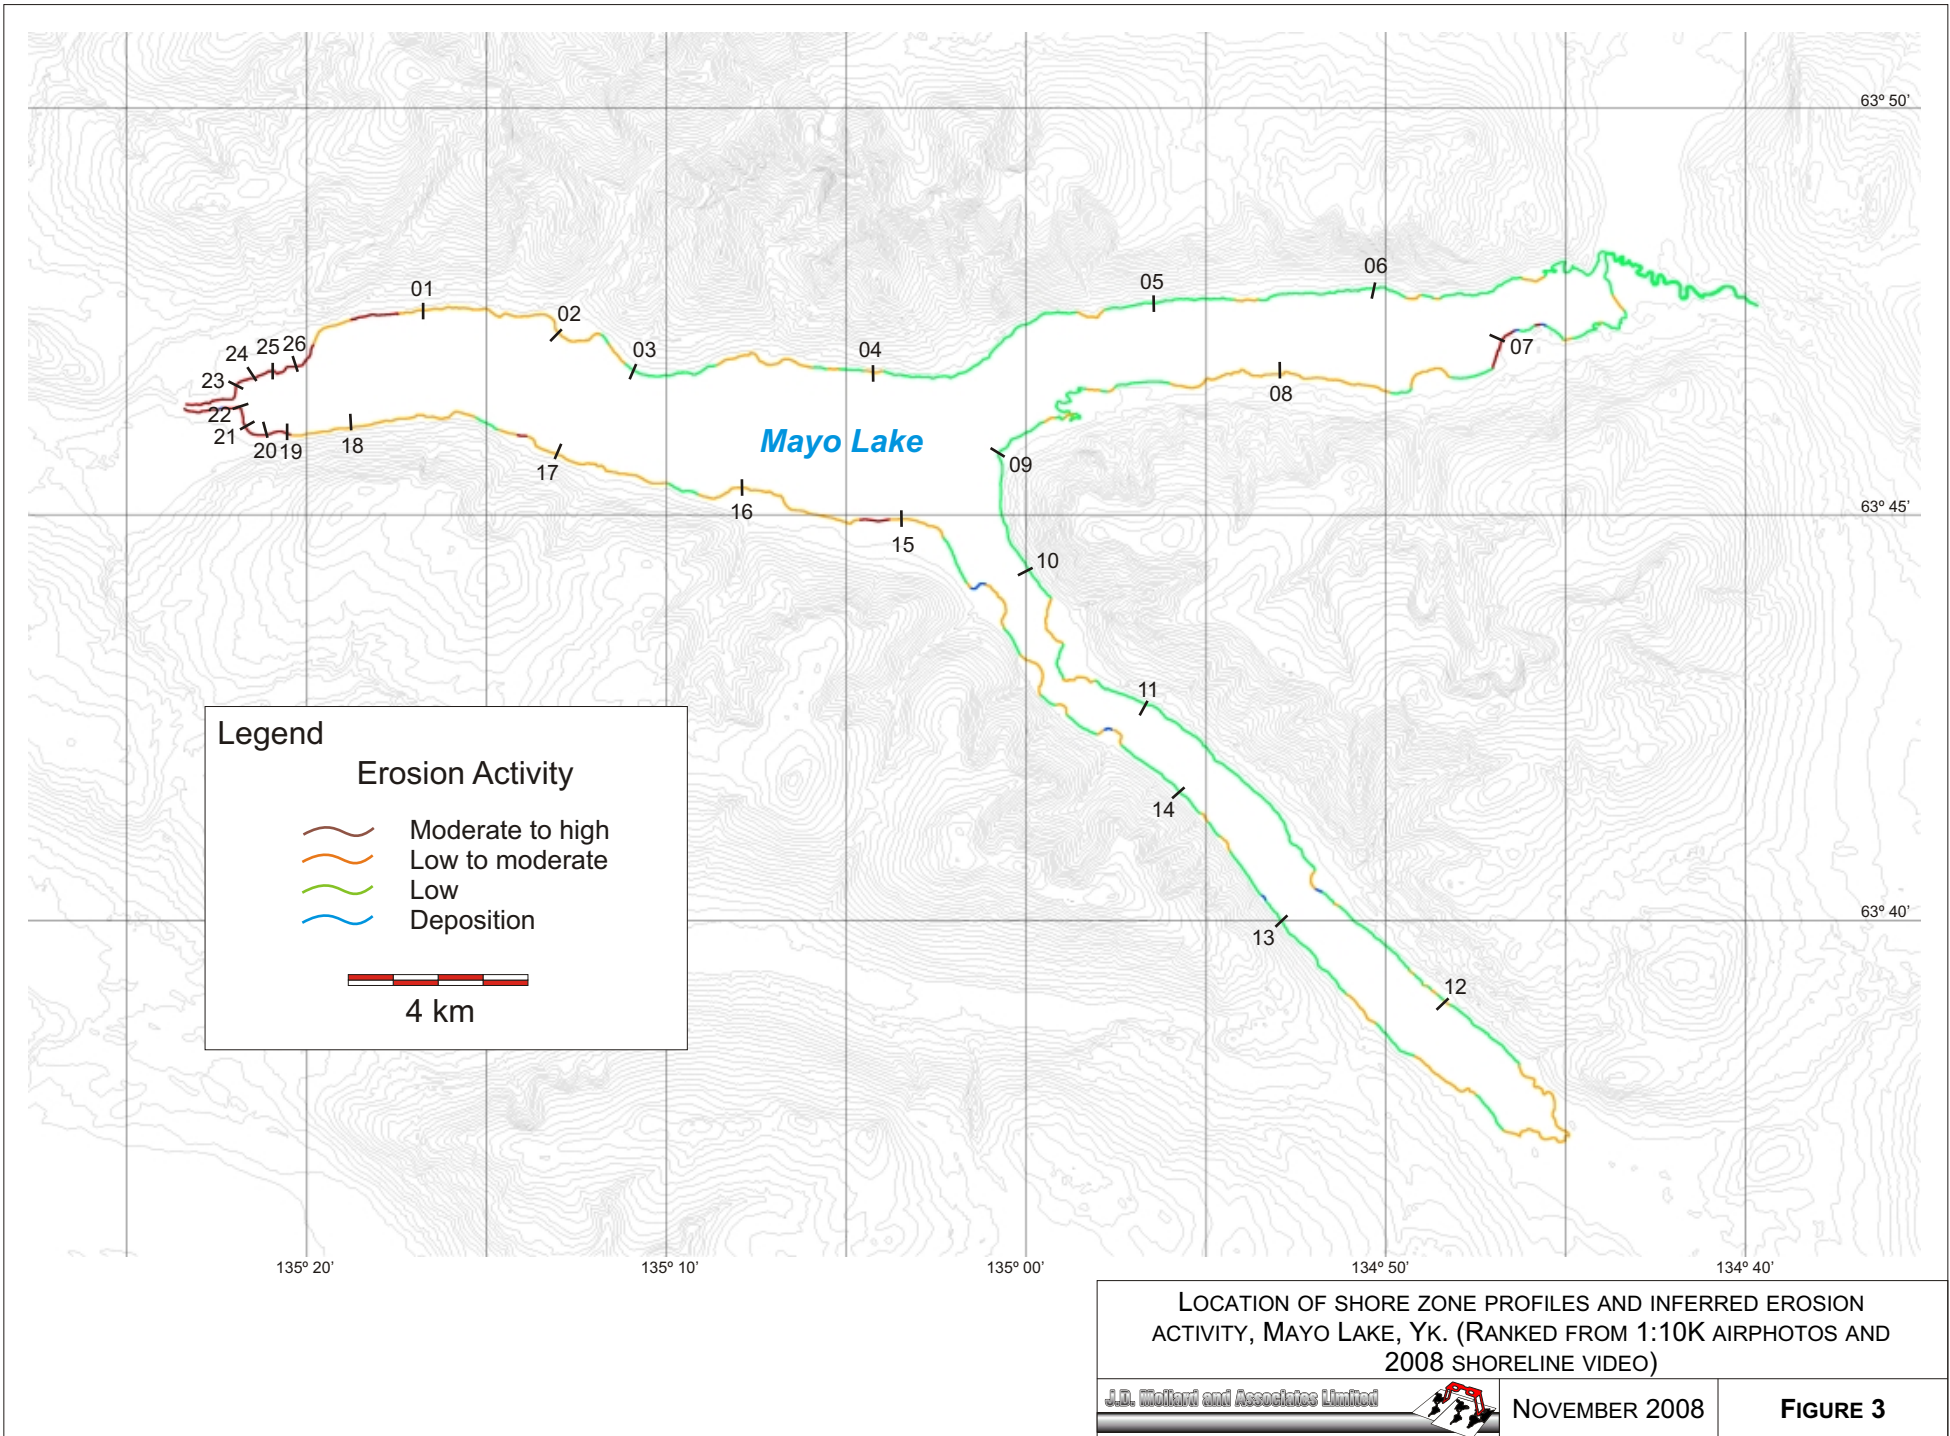 63° 50'
06
05
01
02
07
03
04
26
25
24
23
08
22
21
20
19
18
Mayo Lake
17
09
16
63° 45'
15
10
11
14
63° 40'
13
12
Legend
Erosion Activity
Moderate to high
Low to moderate
Low
Deposition
4 km
135° 20'
135° 10'
135° 00'
134° 50'
134° 40'
LOCATION OF SHORE ZONE PROFILES AND INFERRED EROSION
ACTIVITY, MAYO LAKE, YK. (RANKED FROM 1:10K AIRPHOTOS AND
2008 SHORELINE VIDEO)
J.D. Mollard and Associates Limited
NOVEMBER 2008
FIGURE 3